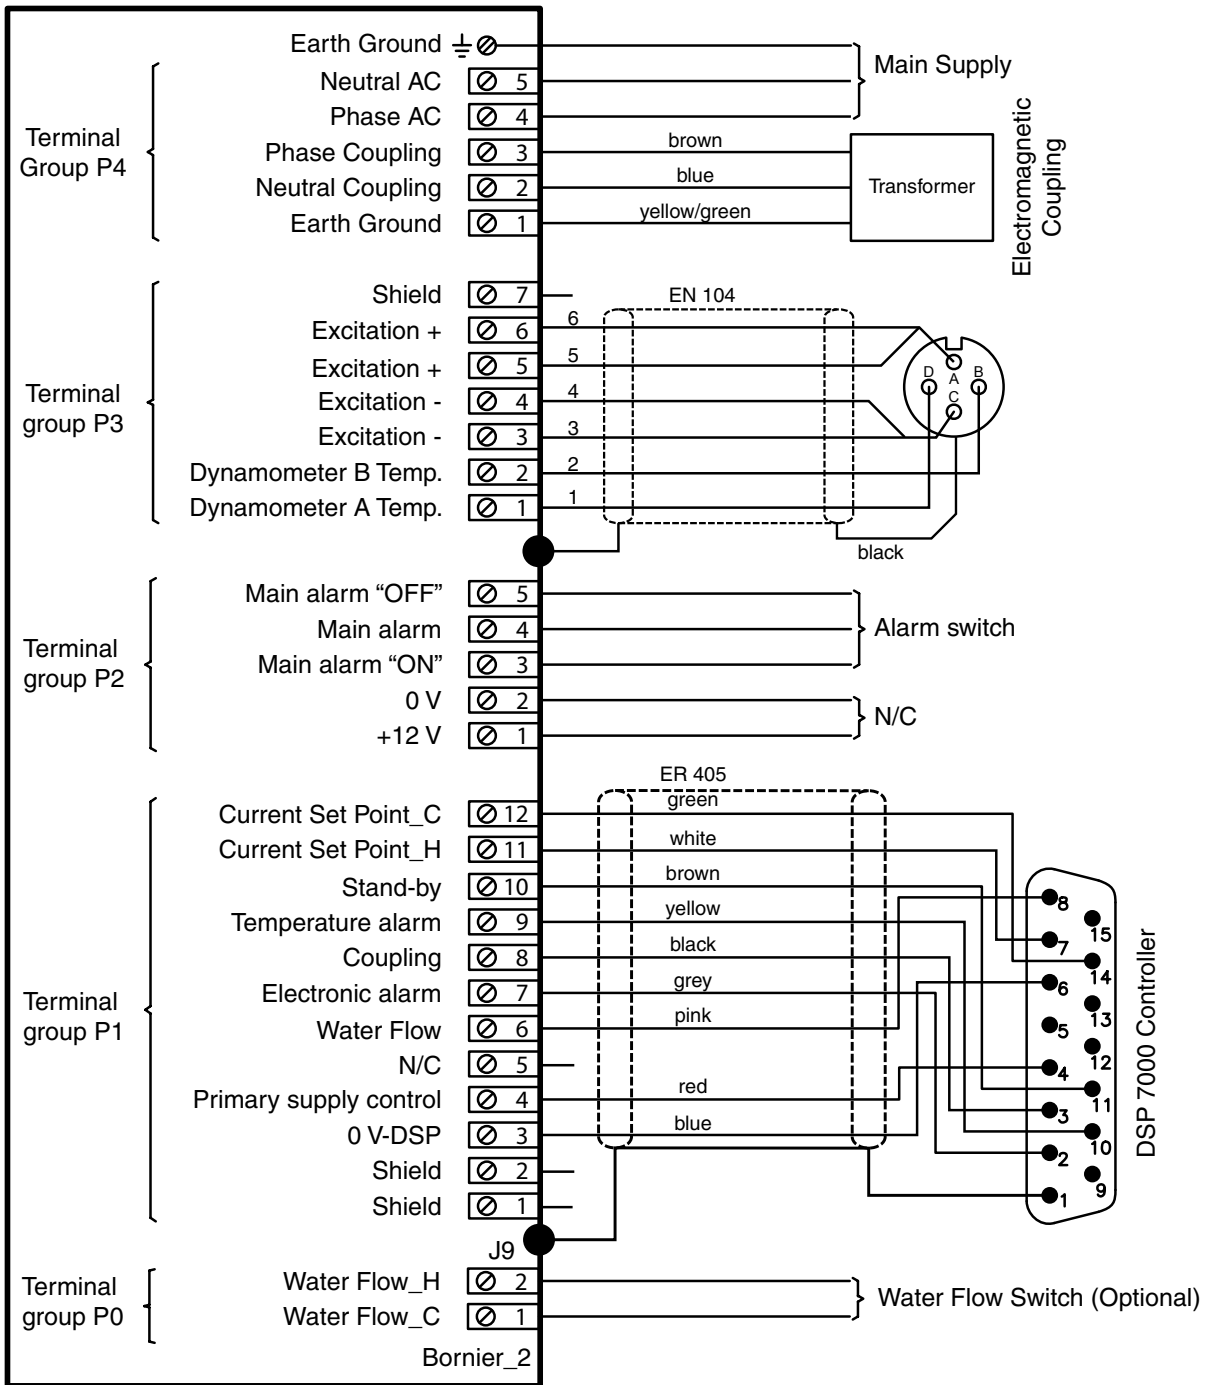 Earth Ground
Neutral AC 5
Phase AC 4
Phase Coupling 3
Neutral Coupling 2
Earth Ground 1
Terminal
Group P4
Main Supply
brown
blue
yellow/green
Transformer
Electromagnetic
Coupling
Shield 7
Excitation + 6
Excitation + 5
Excitation - 4
Excitation - 3
Dynamometer B Temp. 2
Dynamometer A Temp. 1
Terminal
group P3
EN 104
6
5
4
3
2
1
D
A
B
C
black
Main alarm “OFF” 5
Main alarm 4
Main alarm “ON” 3
0 V 2
+12 V 1
Terminal
group P2
Alarm switch
N/C
Current Set Point_C 12
Current Set Point_H 11
Stand-by 10
Temperature alarm 9
Coupling 8
Electronic alarm 7
Water Flow 6
N/C 5
Primary supply control 4
0 V-DSP 3
Shield 2
Shield 1
Terminal
group P1
ER 405
green
white
brown
yellow
black
grey
pink
red
blue
8
15
7
14
6
13
5
12
4
11
3
10
2
9
1
DSP 7000 Controller
J9
Water Flow_H 2
Water Flow_C 1
Terminal
group P0
Water Flow Switch (Optional)
Bornier_2